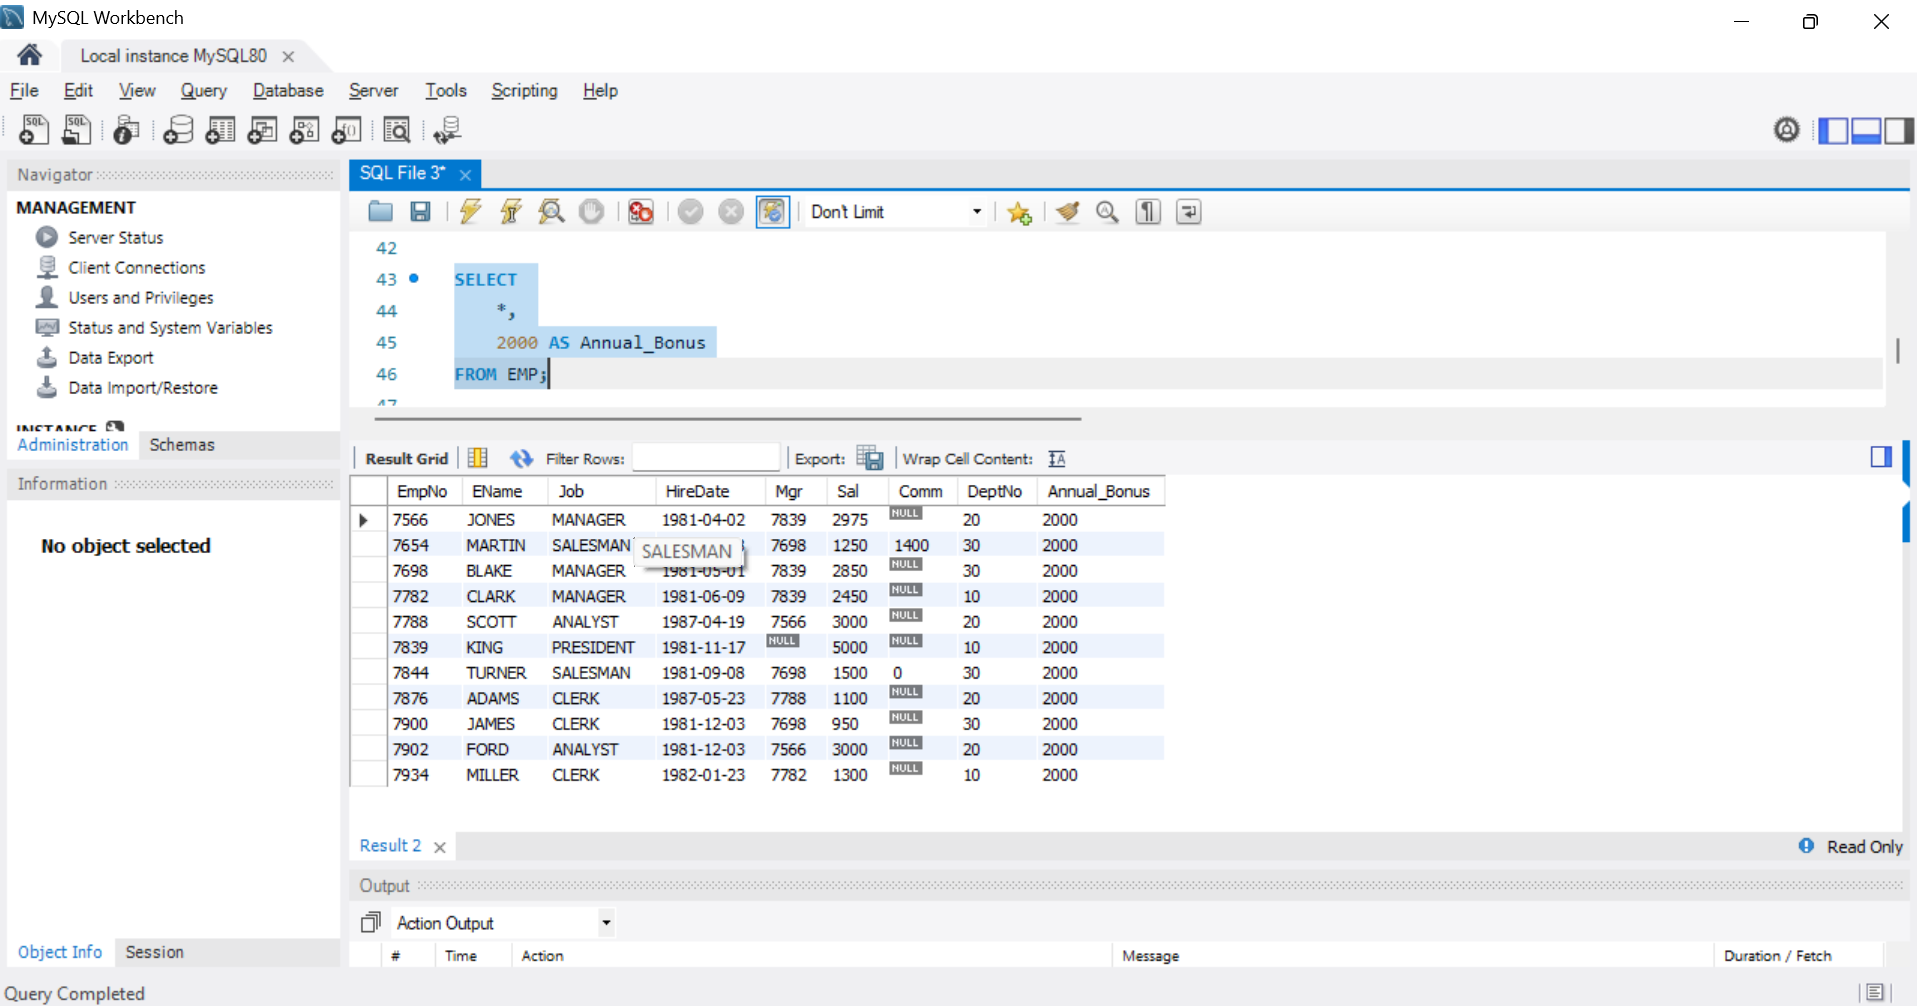 MySQL Workbench
Local instance MySQL80
File Edit View Query Database Server Tools Scripting Help
Navigator
MANAGEMENT
Server Status
Client Connections
Users and Privileges
Status and System Variables
Data Export
Data Import/Restore
INSTANCE
Administration Schemas
Information
No object selected
Object Info Session
SQL File 3*
Don't Limit
42
43 SELECT
44 *,
45 2000 AS Annual_Bonus
46 FROM EMP;
47
Result Grid Filter Rows: Export: Wrap Cell Content:
EmpNo EName Job HireDate Mgr Sal Comm DeptNo Annual_Bonus
7566 JONES MANAGER 1981-04-02 7839 2975 NULL 20 2000
7654 MARTIN SALESMAN 7698 1250 1400 30 2000
SALESMAN
7698 BLAKE MANAGER 1981-05-01 7839 2850 NULL 30 2000
7782 CLARK MANAGER 1981-06-09 7839 2450 NULL 10 2000
7788 SCOTT ANALYST 1987-04-19 7566 3000 NULL 20 2000
7839 KING PRESIDENT 1981-11-17 NULL 5000 NULL 10 2000
7844 TURNER SALESMAN 1981-09-08 7698 1500 0 30 2000
7876 ADAMS CLERK 1987-05-23 7788 1100 NULL 20 2000
7900 JAMES CLERK 1981-12-03 7698 950 NULL 30 2000
7902 FORD ANALYST 1981-12-03 7566 3000 NULL 20 2000
7934 MILLER CLERK 1982-01-23 7782 1300 NULL 10 2000
Result 2
Read Only
Output
Action Output
# Time Action Message Duration / Fetch
Query Completed